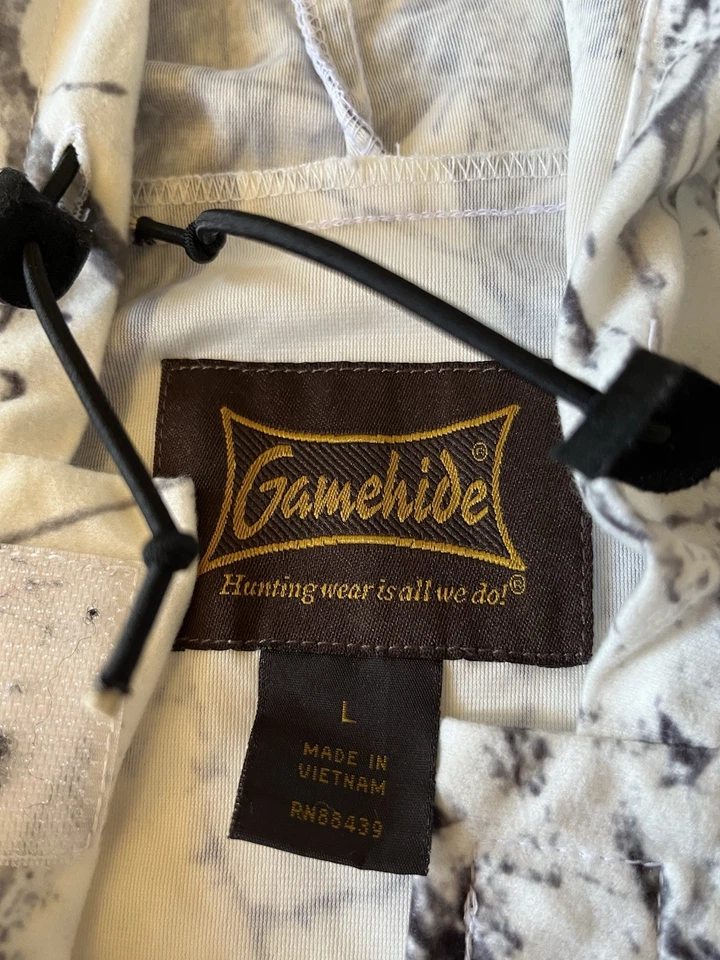 Gamehide®
Hunting wear is all we do!®
L
MADE IN
VIETNAM
RN88439